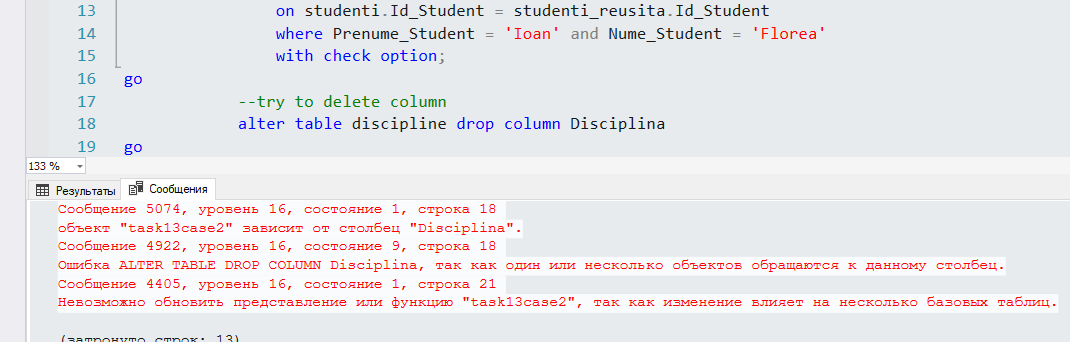 13 on studenti.Id_Student = studenti_reusita.Id_Student
14 where Prenume_Student = 'Ioan' and Nume_Student = 'Florea'
15 with check option;
16 go
17 --try to delete column
18 alter table discipline drop column Disciplina
19 go
133 %
Результаты Сообщения
Сообщение 5074, уровень 16, состояние 1, строка 18
объект "task13case2" зависит от столбец "Disciplina".
Сообщение 4922, уровень 16, состояние 9, строка 18
Ошибка ALTER TABLE DROP COLUMN Disciplina, так как один или несколько объектов обращаются к данному столбец.
Сообщение 4405, уровень 16, состояние 1, строка 21
Невозможно обновить представление или функцию "task13case2", так как изменение влияет на несколько базовых таблиц.
(затронуто строк: 13)